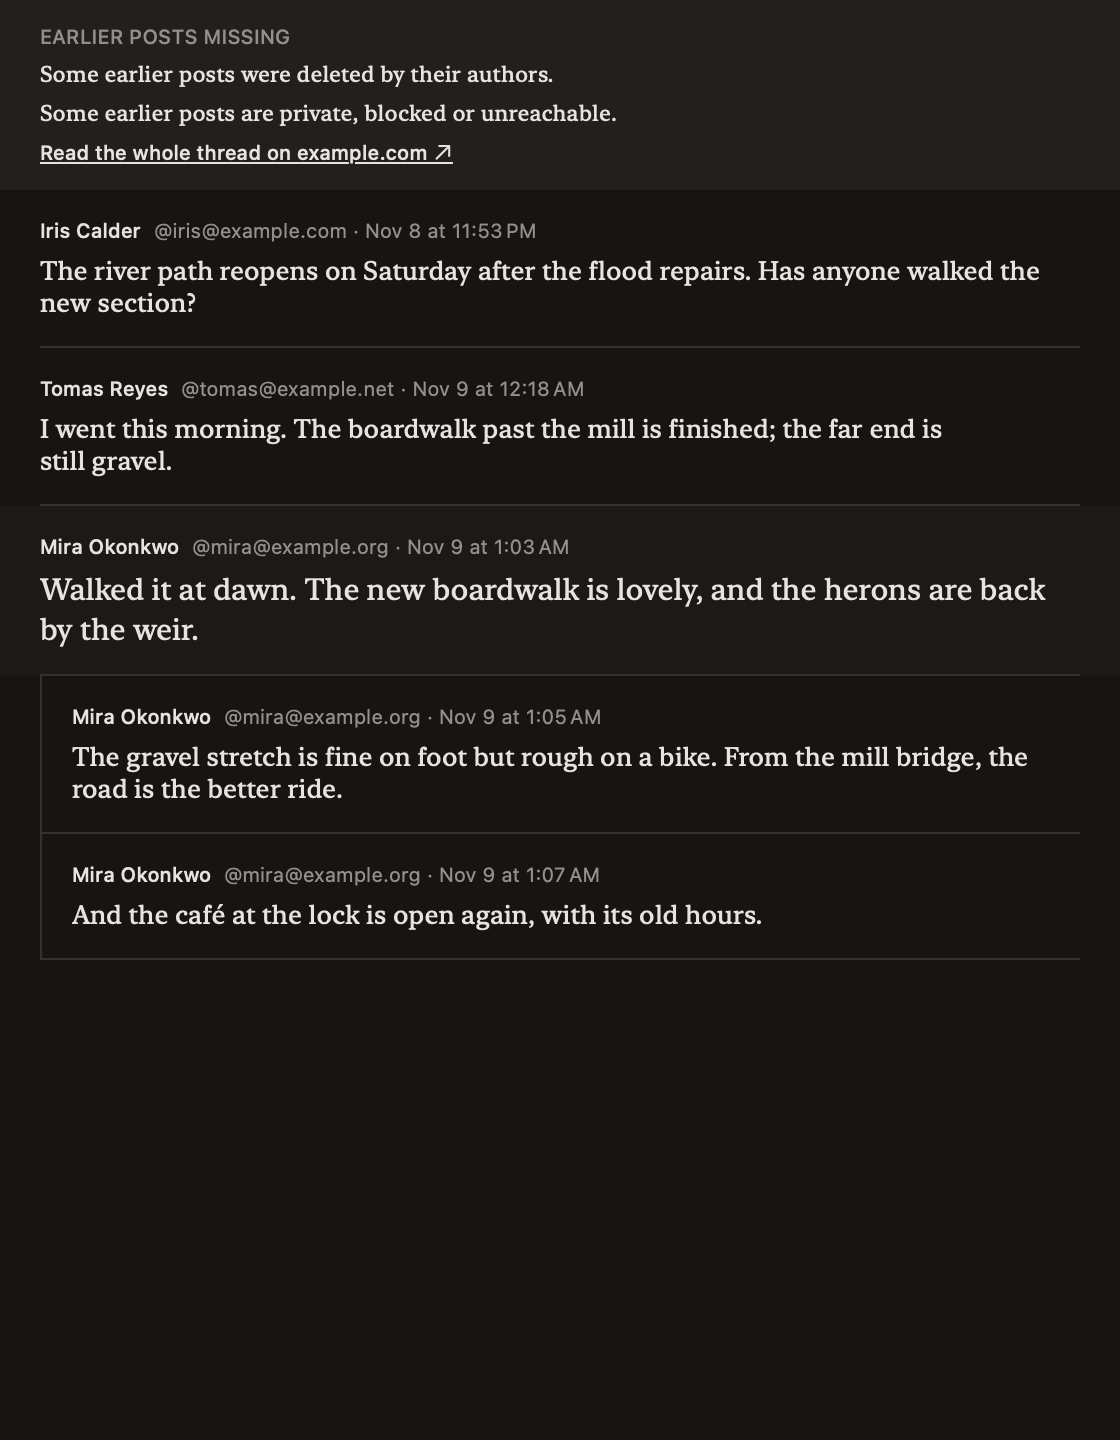 EARLIER POSTS MISSING
Some earlier posts were deleted by their authors.
Some earlier posts are private, blocked or unreachable.
Read the whole thread on example.com ↗
Iris Calder @iris@example.com · Nov 8 at 11:53 PM
The river path reopens on Saturday after the flood repairs. Has anyone walked the
new section?
Tomas Reyes @tomas@example.net · Nov 9 at 12:18 AM
I went this morning. The boardwalk past the mill is finished; the far end is
still gravel.
Mira Okonkwo @mira@example.org · Nov 9 at 1:03 AM
Walked it at dawn. The new boardwalk is lovely, and the herons are back
by the weir.
Mira Okonkwo @mira@example.org · Nov 9 at 1:05 AM
The gravel stretch is fine on foot but rough on a bike. From the mill bridge, the
road is the better ride.
Mira Okonkwo @mira@example.org · Nov 9 at 1:07 AM
And the café at the lock is open again, with its old hours.